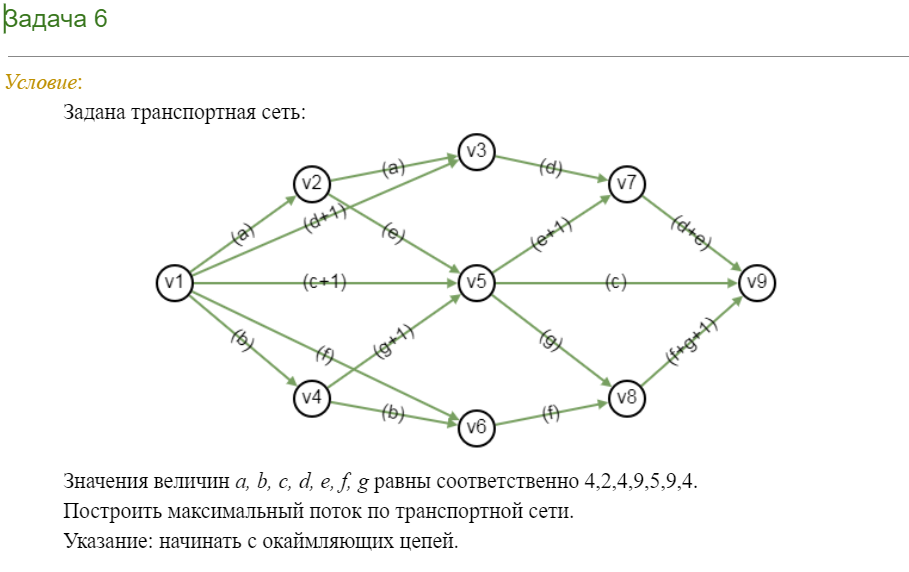 Задача 6
Условие:
Задана транспортная сеть:
v3
(a)
(d)
v2
v7
(a)
(d+1)
(e)
(e+1)
(d+e)
v1
(c+1)
v5
(c)
v9
(b)
(f)
(g+1)
(g)
(f+g+1)
v4
(b)
(f)
v8
v6
Значения величин a, b, c, d, e, f, g равны соответственно 4,2,4,9,5,9,4.
Построить максимальный поток по транспортной сети.
Указание: начинать с окаймляющих цепей.